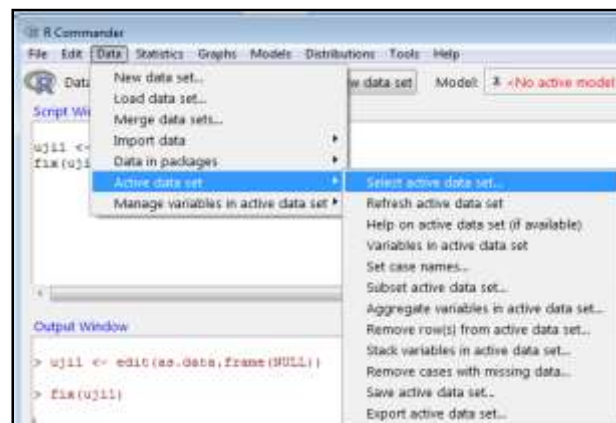 R Commander
File Edit Data Statistics Graphs Models Distributions Tools Help
Data
New data set...
w data set
Model:
<No active model
Load data set...
Script Wi
Merge data sets...
Import data
uji1 <-
Data in packages
fix(uji
Active data set
Select active data set...
Manage variables in active data set
Refresh active data set
Help on active data set (if available)
Variables in active data set
Set case names...
Subset active data set...
Aggregate variables in active data set...
Output Window
Remove row(s) from active data set...
> uji1 <- edit(as.data.frame(NULL))
Stack variables in active data set...
Remove cases with missing data...
> fix(uji1)
Save active data set...
Export active data set...